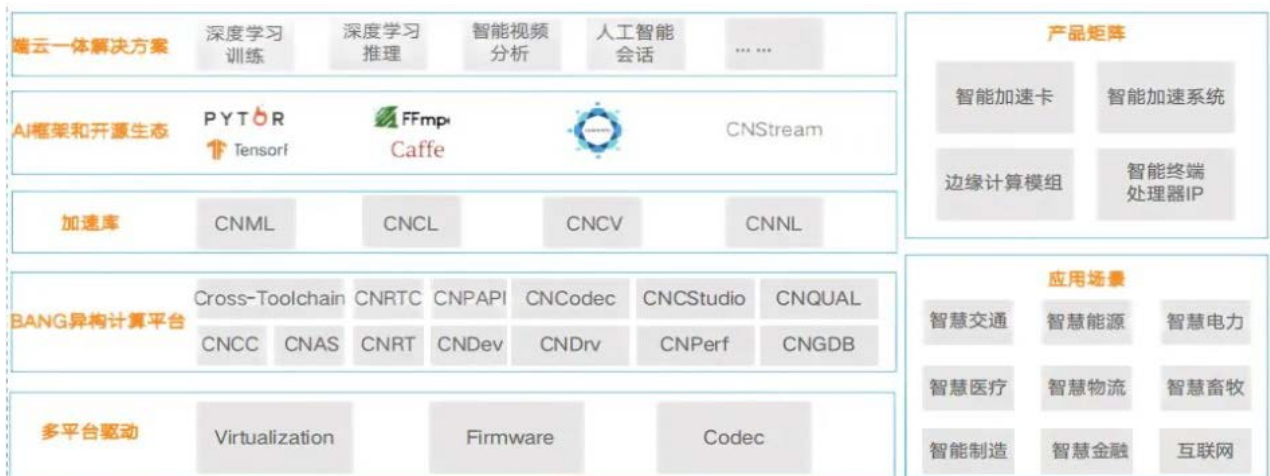 端云一体解决方案
深度学习
训练
深度学习
推理
智能视频
分析
人工智能
会话
... ...
AI框架和开源生态
PYTOR
Tensorf
FFmp
Caffe
CNStream
加速库
CNML
CNCL
CNCV
CNNL
BANG异构计算平台
Cross-Toolchain CNRTC CNPAPI CNCodec CNCStudio CNQUAL
CNCC CNAS CNRT CNDev CNDrv CNPerf CNGDB
多平台驱动
Virtualization
Firmware
Codec
产品矩阵
智能加速卡
智能加速系统
边缘计算模组
智能终端
处理器IP
应用场景
智慧交通 智慧能源 智慧电力
智慧医疗 智慧物流 智慧畜牧
智能制造 智慧金融 互联网